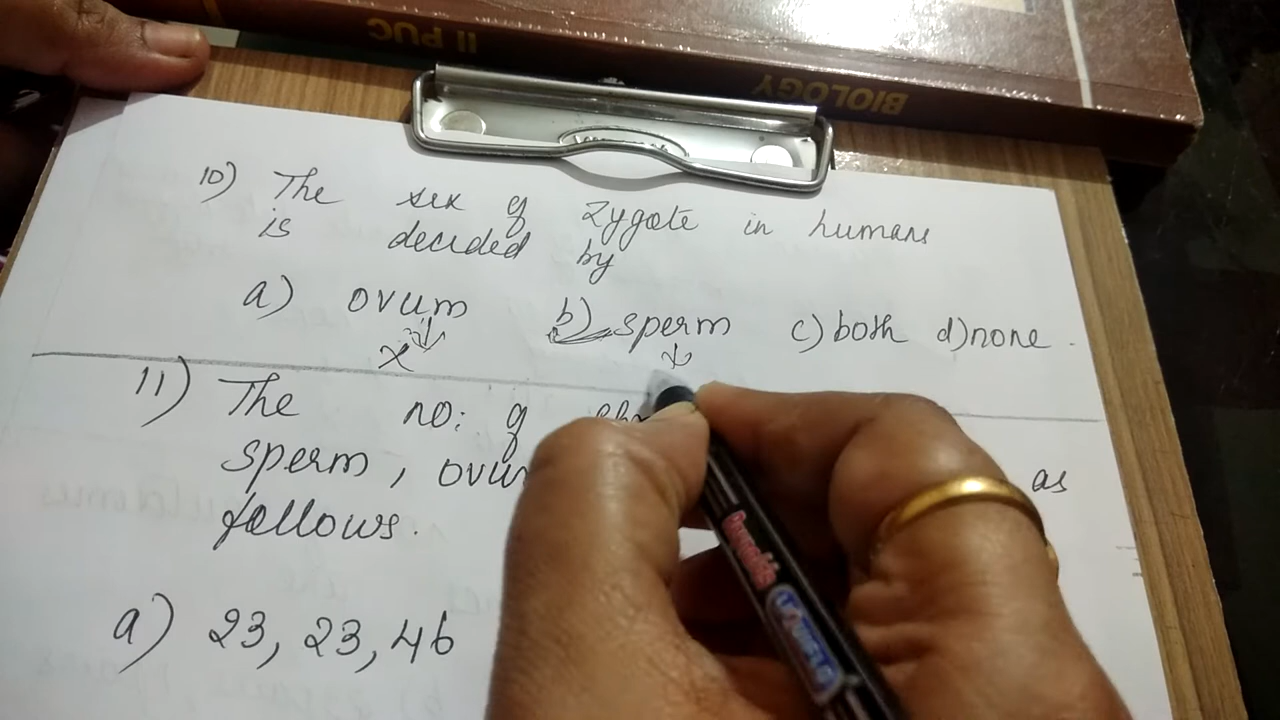 II PUC
BIOLOGY
10) The sex of zygote in humans
is decided by
a) ovum b) sperm c) both d) none.
x
11) The no: of
sperm, as
follows.
a) 23, 23, 46